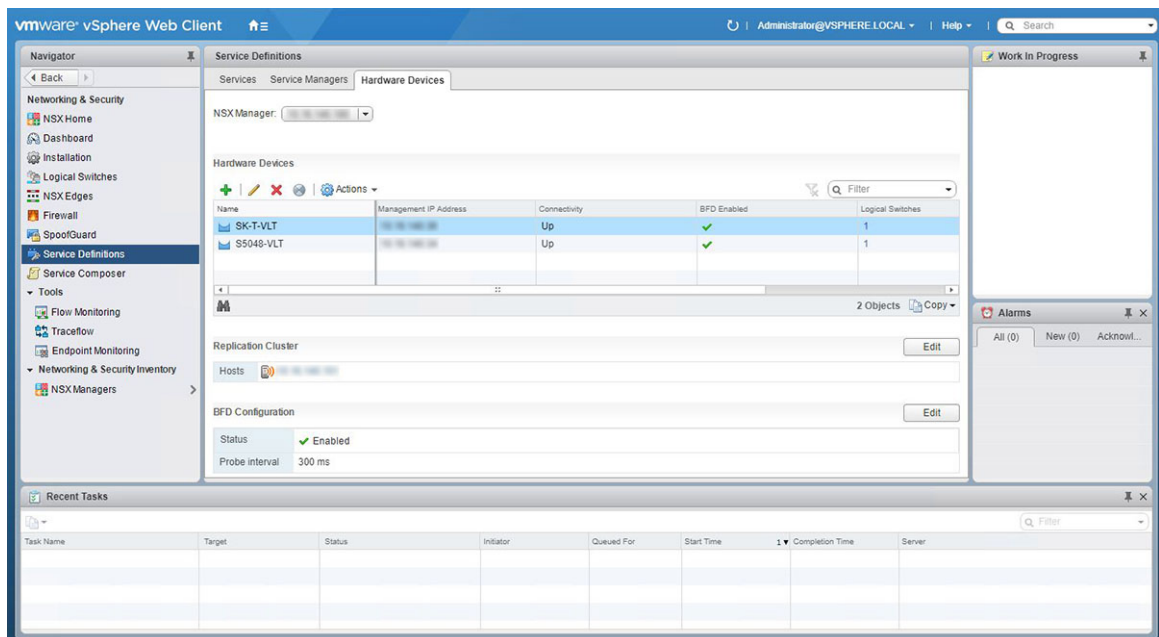 vmware® vSphere Web Client
Administrator@VSPHERE.LOCAL
Help
Search
Navigator
Back
Networking & Security
NSX Home
Dashboard
Installation
Logical Switches
NSX Edges
Firewall
SpoofGuard
Service Definitions
Service Composer
Tools
Flow Monitoring
Traceflow
Endpoint Monitoring
Networking & Security Inventory
NSX Managers
Service Definitions
Services Service Managers Hardware Devices
NSX Manager:
Hardware Devices
Actions
Filter
Name Management IP Address Connectivity BFD Enabled Logical Switches
SK-T-VLT Up 1
S5048-VLT Up 1
2 Objects Copy
Replication Cluster Edit
Hosts
BFD Configuration Edit
Status Enabled
Probe interval 300 ms
Work In Progress
Alarms
All (0) New (0) Acknowl...
Recent Tasks
Filter
Task Name Target Status Initiator Queued For Start Time 1 Completion Time Server